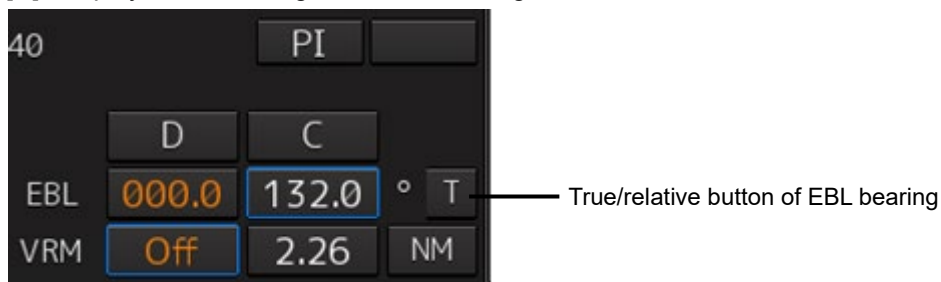 40 PI
D C
EBL 000.0 132.0 ° T
True/relative button of EBL bearing
VRM Off 2.26 NM